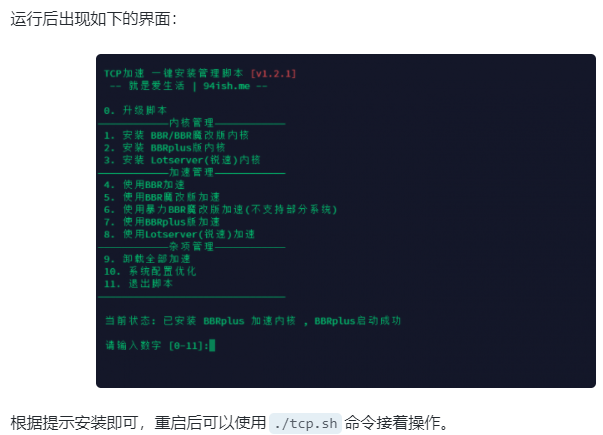 运行后出现如下的界面：
TCP加速 一键安装管理脚本 [v1.2.1]
-- 就是爱生活 | 94ish.me --
0. 升级脚本
内核管理
1. 安装 BBR/BBR魔改版内核
2. 安装 BBRplus版内核
3. 安装 Lotserver(锐速)内核
加速管理
4. 使用BBR加速
5. 使用BBR魔改版加速
6. 使用暴力BBR魔改版加速(不支持部分系统)
7. 使用BBRplus版加速
8. 使用Lotserver(锐速)加速
杂项管理
9. 卸载全部加速
10. 系统配置优化
11. 退出脚本
当前状态: 已安装 BBRplus 加速内核 , BBRplus启动成功
请输入数字 [0-11]:
根据提示安装即可，重启后可以使用 ./tcp.sh 命令接着操作。